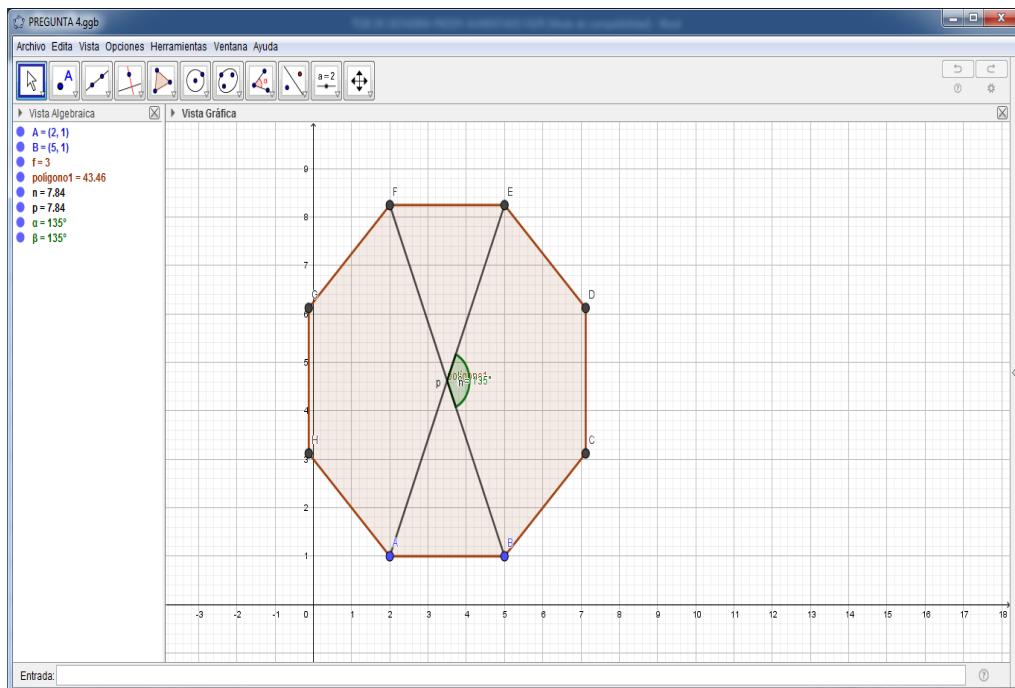 PREGUNTA 4.ggb
Archivo Edita Vista Opciones Herramientas Ventana Ayuda
A
a = 2
Vista Algebraica
Vista Gráfica
A = (2, 1)
B = (5, 1)
f = 3
polígono1 = 43.46
n = 7.84
p = 7.84
α = 135°
β = 135°
9
F
E
8
7
G
D
6
5
p
135°
4
H
C
3
2
A
B
1
-3 -2 -1 0 1 2 3 4 5 6 7 8 9 10 11 12 13 14 15 16 17 18
Entrada: